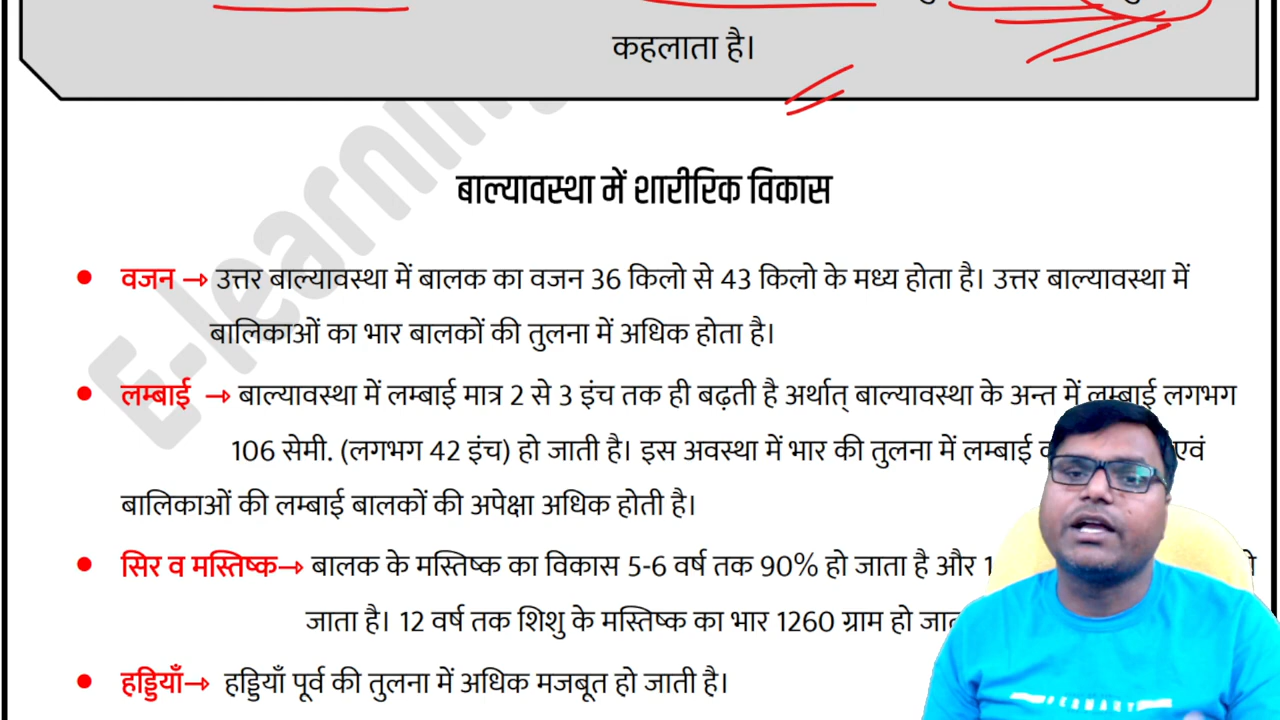 कहलाता है।
E-learning
बाल्यावस्था में शारीरिक विकास
• वजन → उत्तर बाल्यावस्था में बालक का वजन 36 किलो से 43 किलो के मध्य होता है। उत्तर बाल्यावस्था में
बालिकाओं का भार बालकों की तुलना में अधिक होता है।
• लम्बाई → बाल्यावस्था में लम्बाई मात्र 2 से 3 इंच तक ही बढ़ती है अर्थात् बाल्यावस्था के अन्त में लम्बाई लगभग
106 सेमी. (लगभग 42 इंच) हो जाती है। इस अवस्था में भार की तुलना में लम्बाई एवं
बालिकाओं की लम्बाई बालकों की अपेक्षा अधिक होती है।
• सिर व मस्तिष्क→ बालक के मस्तिष्क का विकास 5-6 वर्ष तक 90% हो जाता है और
जाता है। 12 वर्ष तक शिशु के मस्तिष्क का भार 1260 ग्राम हो
• हड्डियाँ→ हड्डियाँ पूर्व की तुलना में अधिक मजबूत हो जाती है।